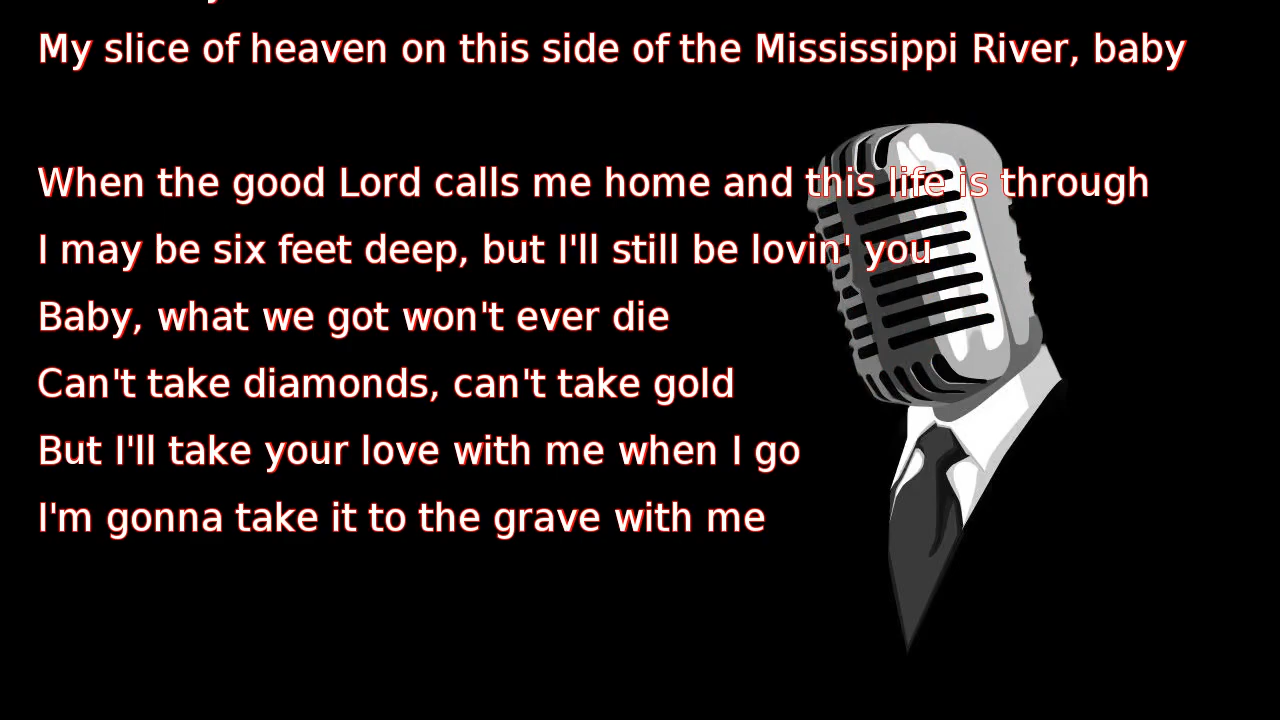 My slice of heaven on this side of the Mississippi River, baby
When the good Lord calls me home and this life is through
I may be six feet deep, but I'll still be lovin' you
Baby, what we got won't ever die
Can't take diamonds, can't take gold
But I'll take your love with me when I go
I'm gonna take it to the grave with me